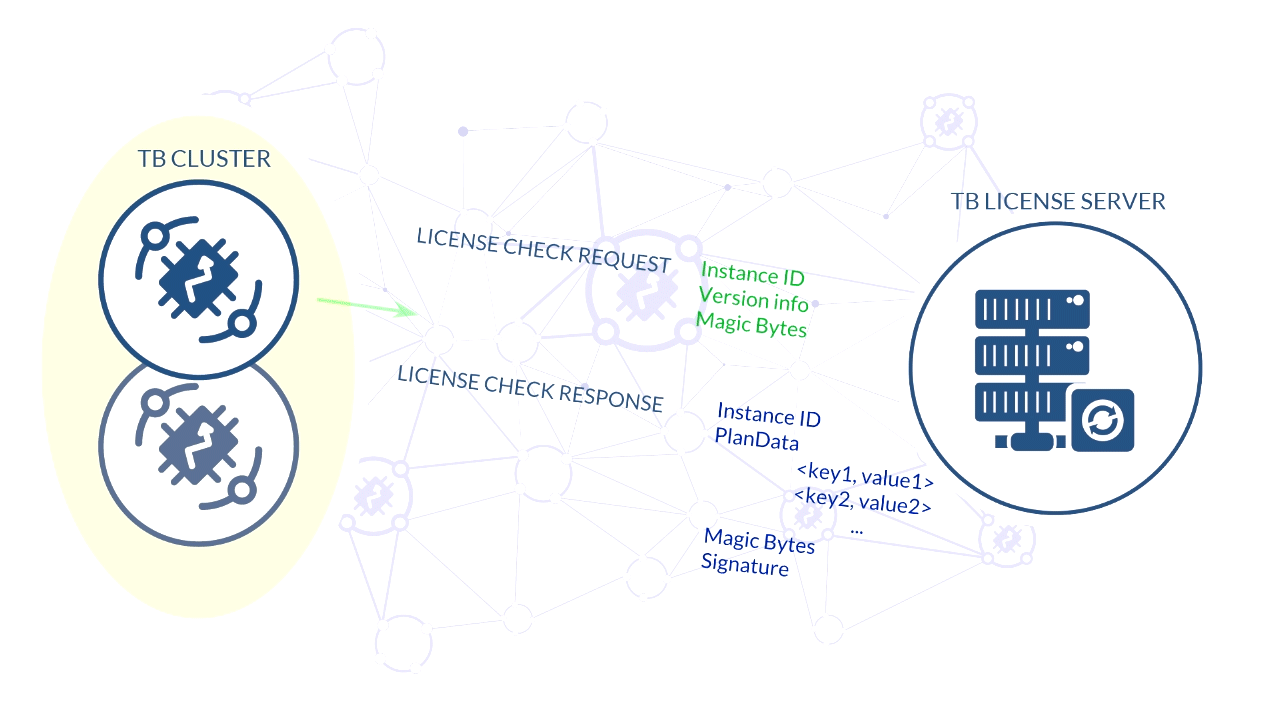 TB CLUSTER
TB LICENSE SERVER
LICENSE CHECK REQUEST
Instance ID
Version info
Magic Bytes
LICENSE CHECK RESPONSE
Instance ID
PlanData
<key1, value1>
<key2, value2>
...
Magic Bytes
Signature